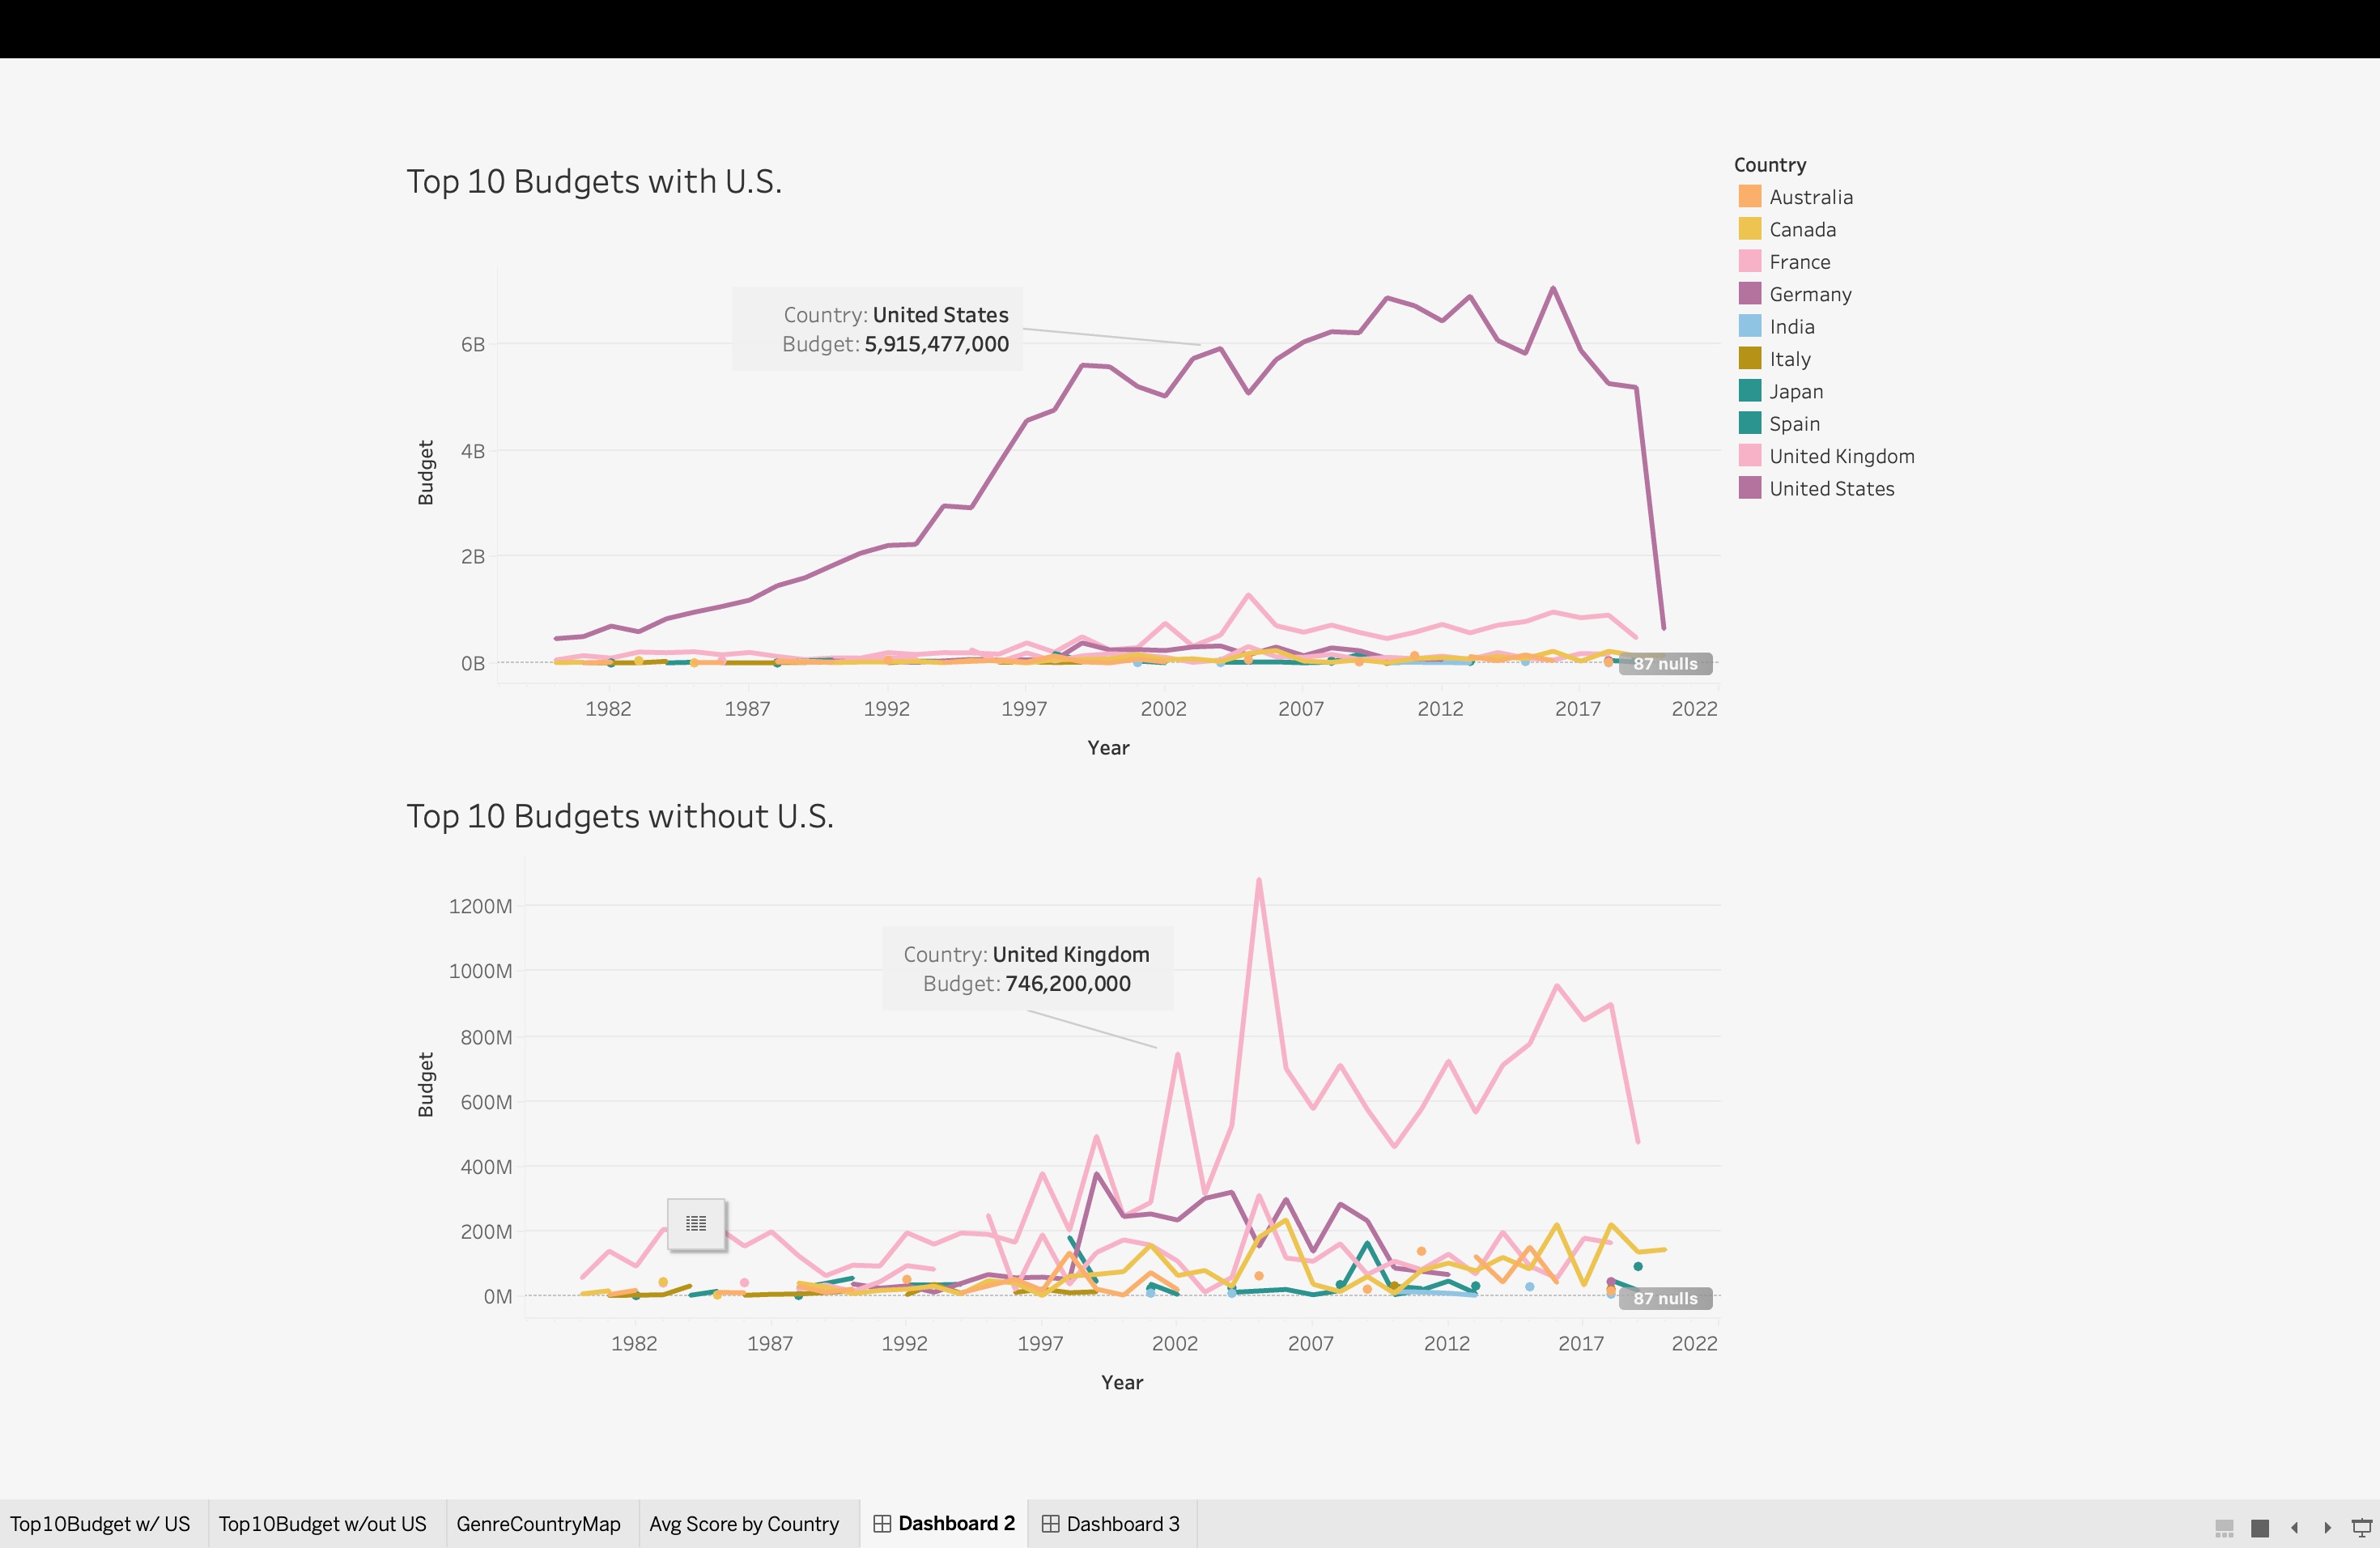 Top 10 Budgets with U.S.
Country
Australia
Canada
France
Germany
India
Italy
Japan
Spain
United Kingdom
United States
Country: United States
Budget: 5,915,477,000
Budget
6B
4B
2B
0B
87 nulls
1982 1987 1992 1997 2002 2007 2012 2017 2022
Year
Top 10 Budgets without U.S.
Country: United Kingdom
Budget: 746,200,000
Budget
1200M
1000M
800M
600M
400M
200M
0M
87 nulls
1982 1987 1992 1997 2002 2007 2012 2017 2022
Year
Top10Budget w/ US Top10Budget w/out US GenreCountryMap Avg Score by Country Dashboard 2 Dashboard 3